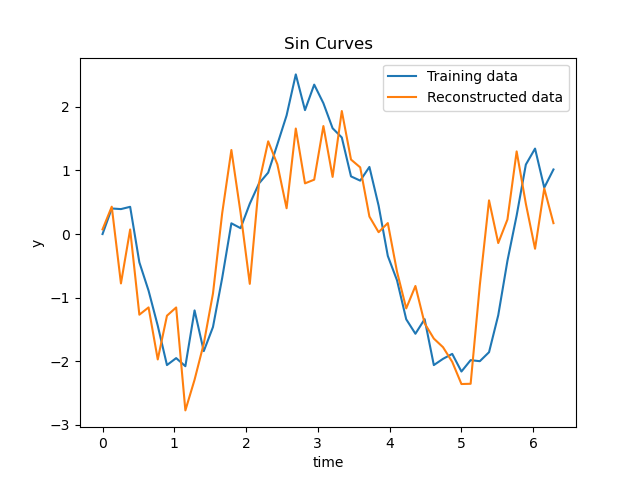 Sin Curves
Training data
Reconstructed data
2
1
0
−1
−2
−3
y
0 1 2 3 4 5 6
time